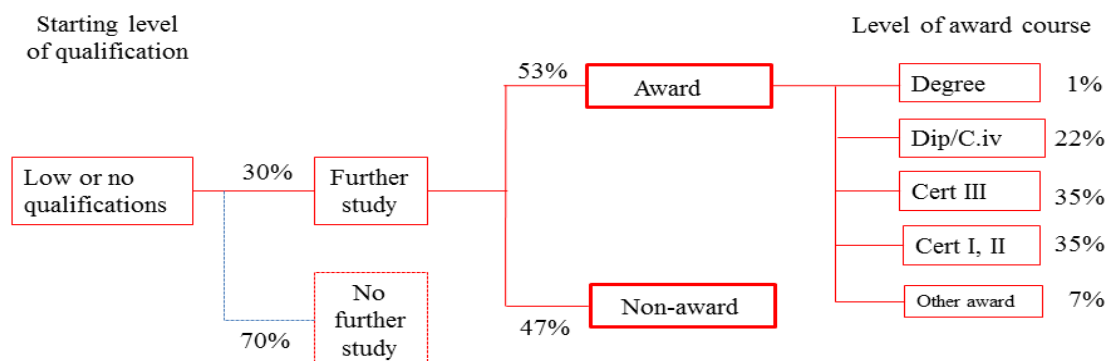 Starting level
of qualification
Level of award course
53%
Award
Degree 1%
Dip/C.iv 22%
Low or no
qualifications
30%
Further
study
Cert III 35%
Cert I, II 35%
Other award 7%
No
further
study
70%
Non-award
47%